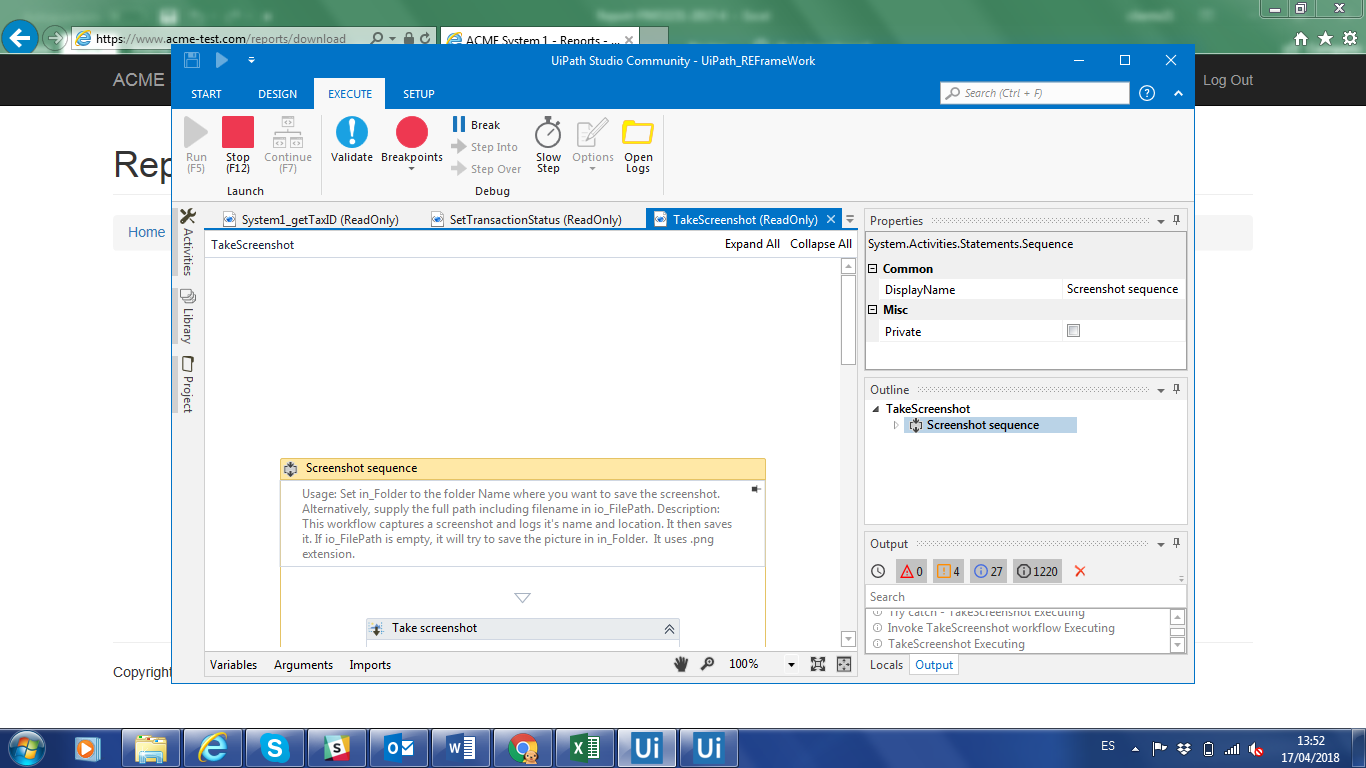 https://www.acme-test.com/reports/download
ACME System 1 - Reports - ...
ACME
Log Out
Rep
Home
Copyright
UiPath Studio Community - UiPath_REFrameWork
START DESIGN EXECUTE SETUP
Search (Ctrl + F)
Run (F5)
Stop (F12)
Continue (F7)
Launch
Validate
Breakpoints
Break
Step Into
Step Over
Slow Step
Options
Open Logs
Debug
Activities
Library
Project
System1_getTaxID (ReadOnly)
SetTransactionStatus (ReadOnly)
TakeScreenshot (ReadOnly)
TakeScreenshot
Expand All Collapse All
Screenshot sequence
Usage: Set in_Folder to the folder Name where you want to save the screenshot.
Alternatively, supply the full path including filename in io_FilePath. Description:
This workflow captures a screenshot and logs it's name and location. It then saves
it. If io_FilePath is empty, it will try to save the picture in in_Folder. It uses .png
extension.
Take screenshot
Variables Arguments Imports
100%
Properties
System.Activities.Statements.Sequence
Common
DisplayName Screenshot sequence
Misc
Private
Outline
TakeScreenshot
Screenshot sequence
Output
0 4 27 1220
Search
Try catch - TakeScreenshot Executing
Invoke TakeScreenshot workflow Executing
TakeScreenshot Executing
Locals Output
ES
13:52
17/04/2018